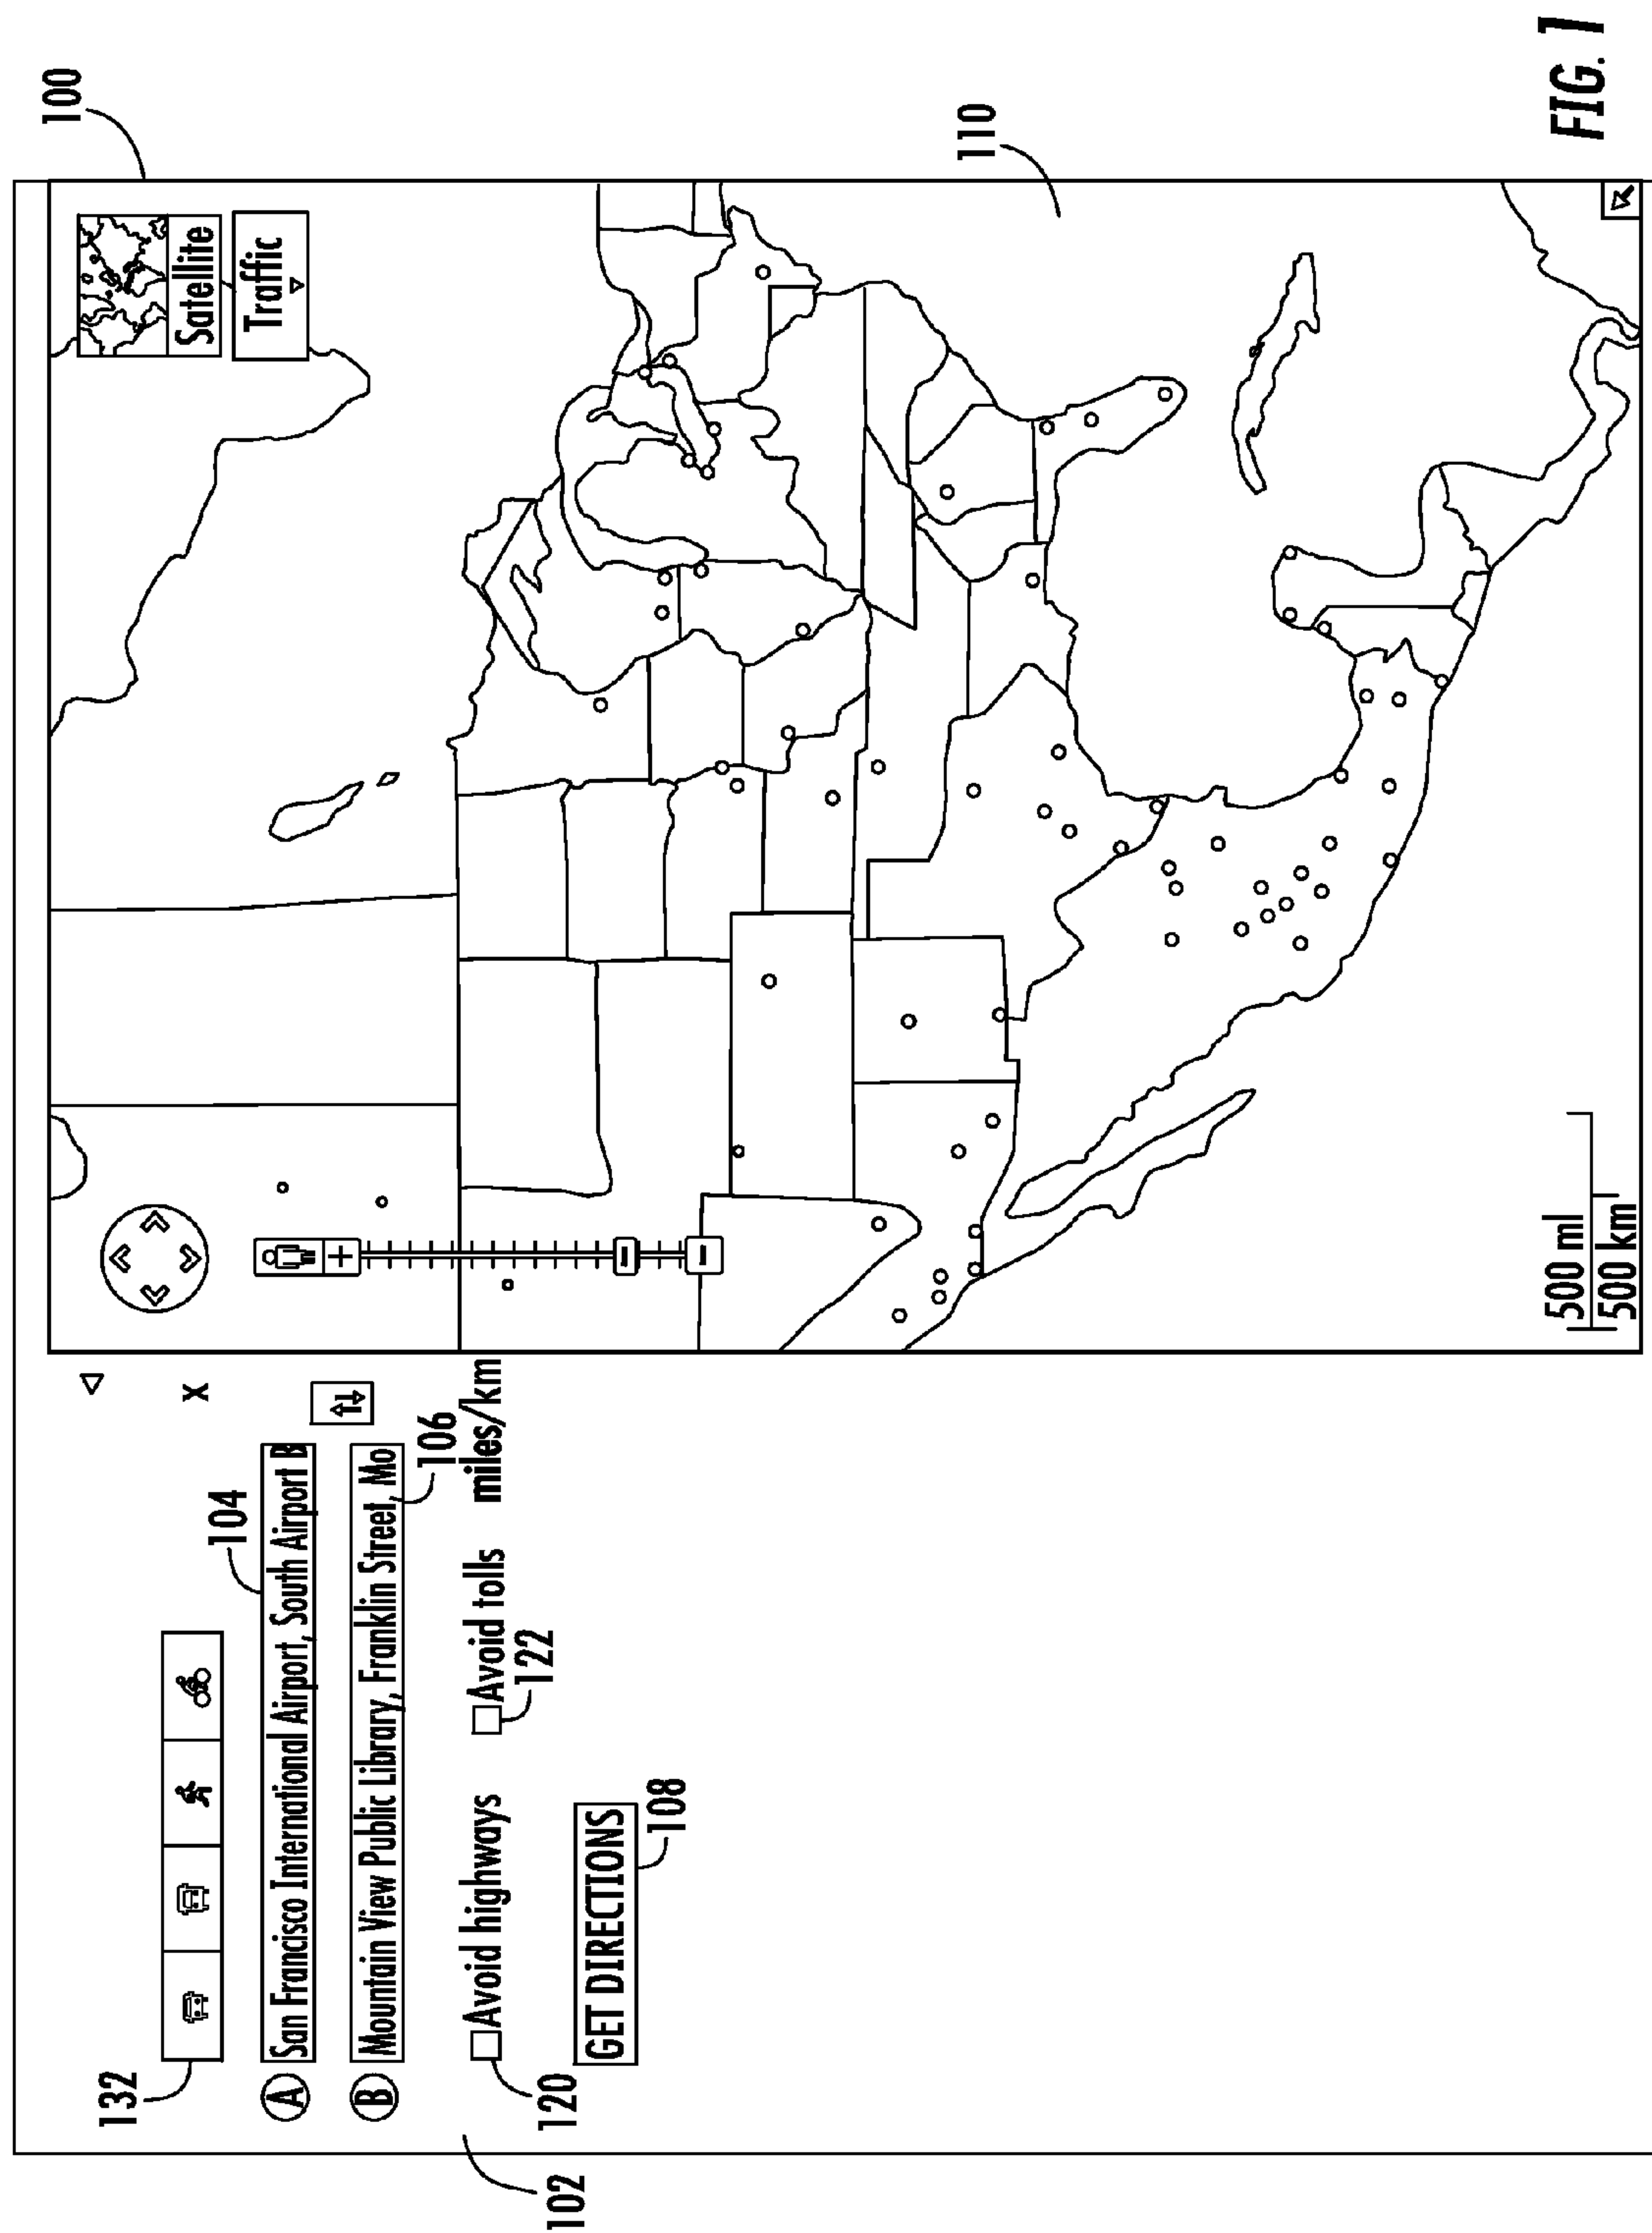 100
132
104
A San Francisco International Airport, South Airport B
X
B Mountain View Public Library, Franklin Street, Mo
106
Avoid highways
Avoid tolls
miles/km
120
122
GET DIRECTIONS
108
102
Satellite
Traffic
+
110
500 ml
500 km
FIG. 1